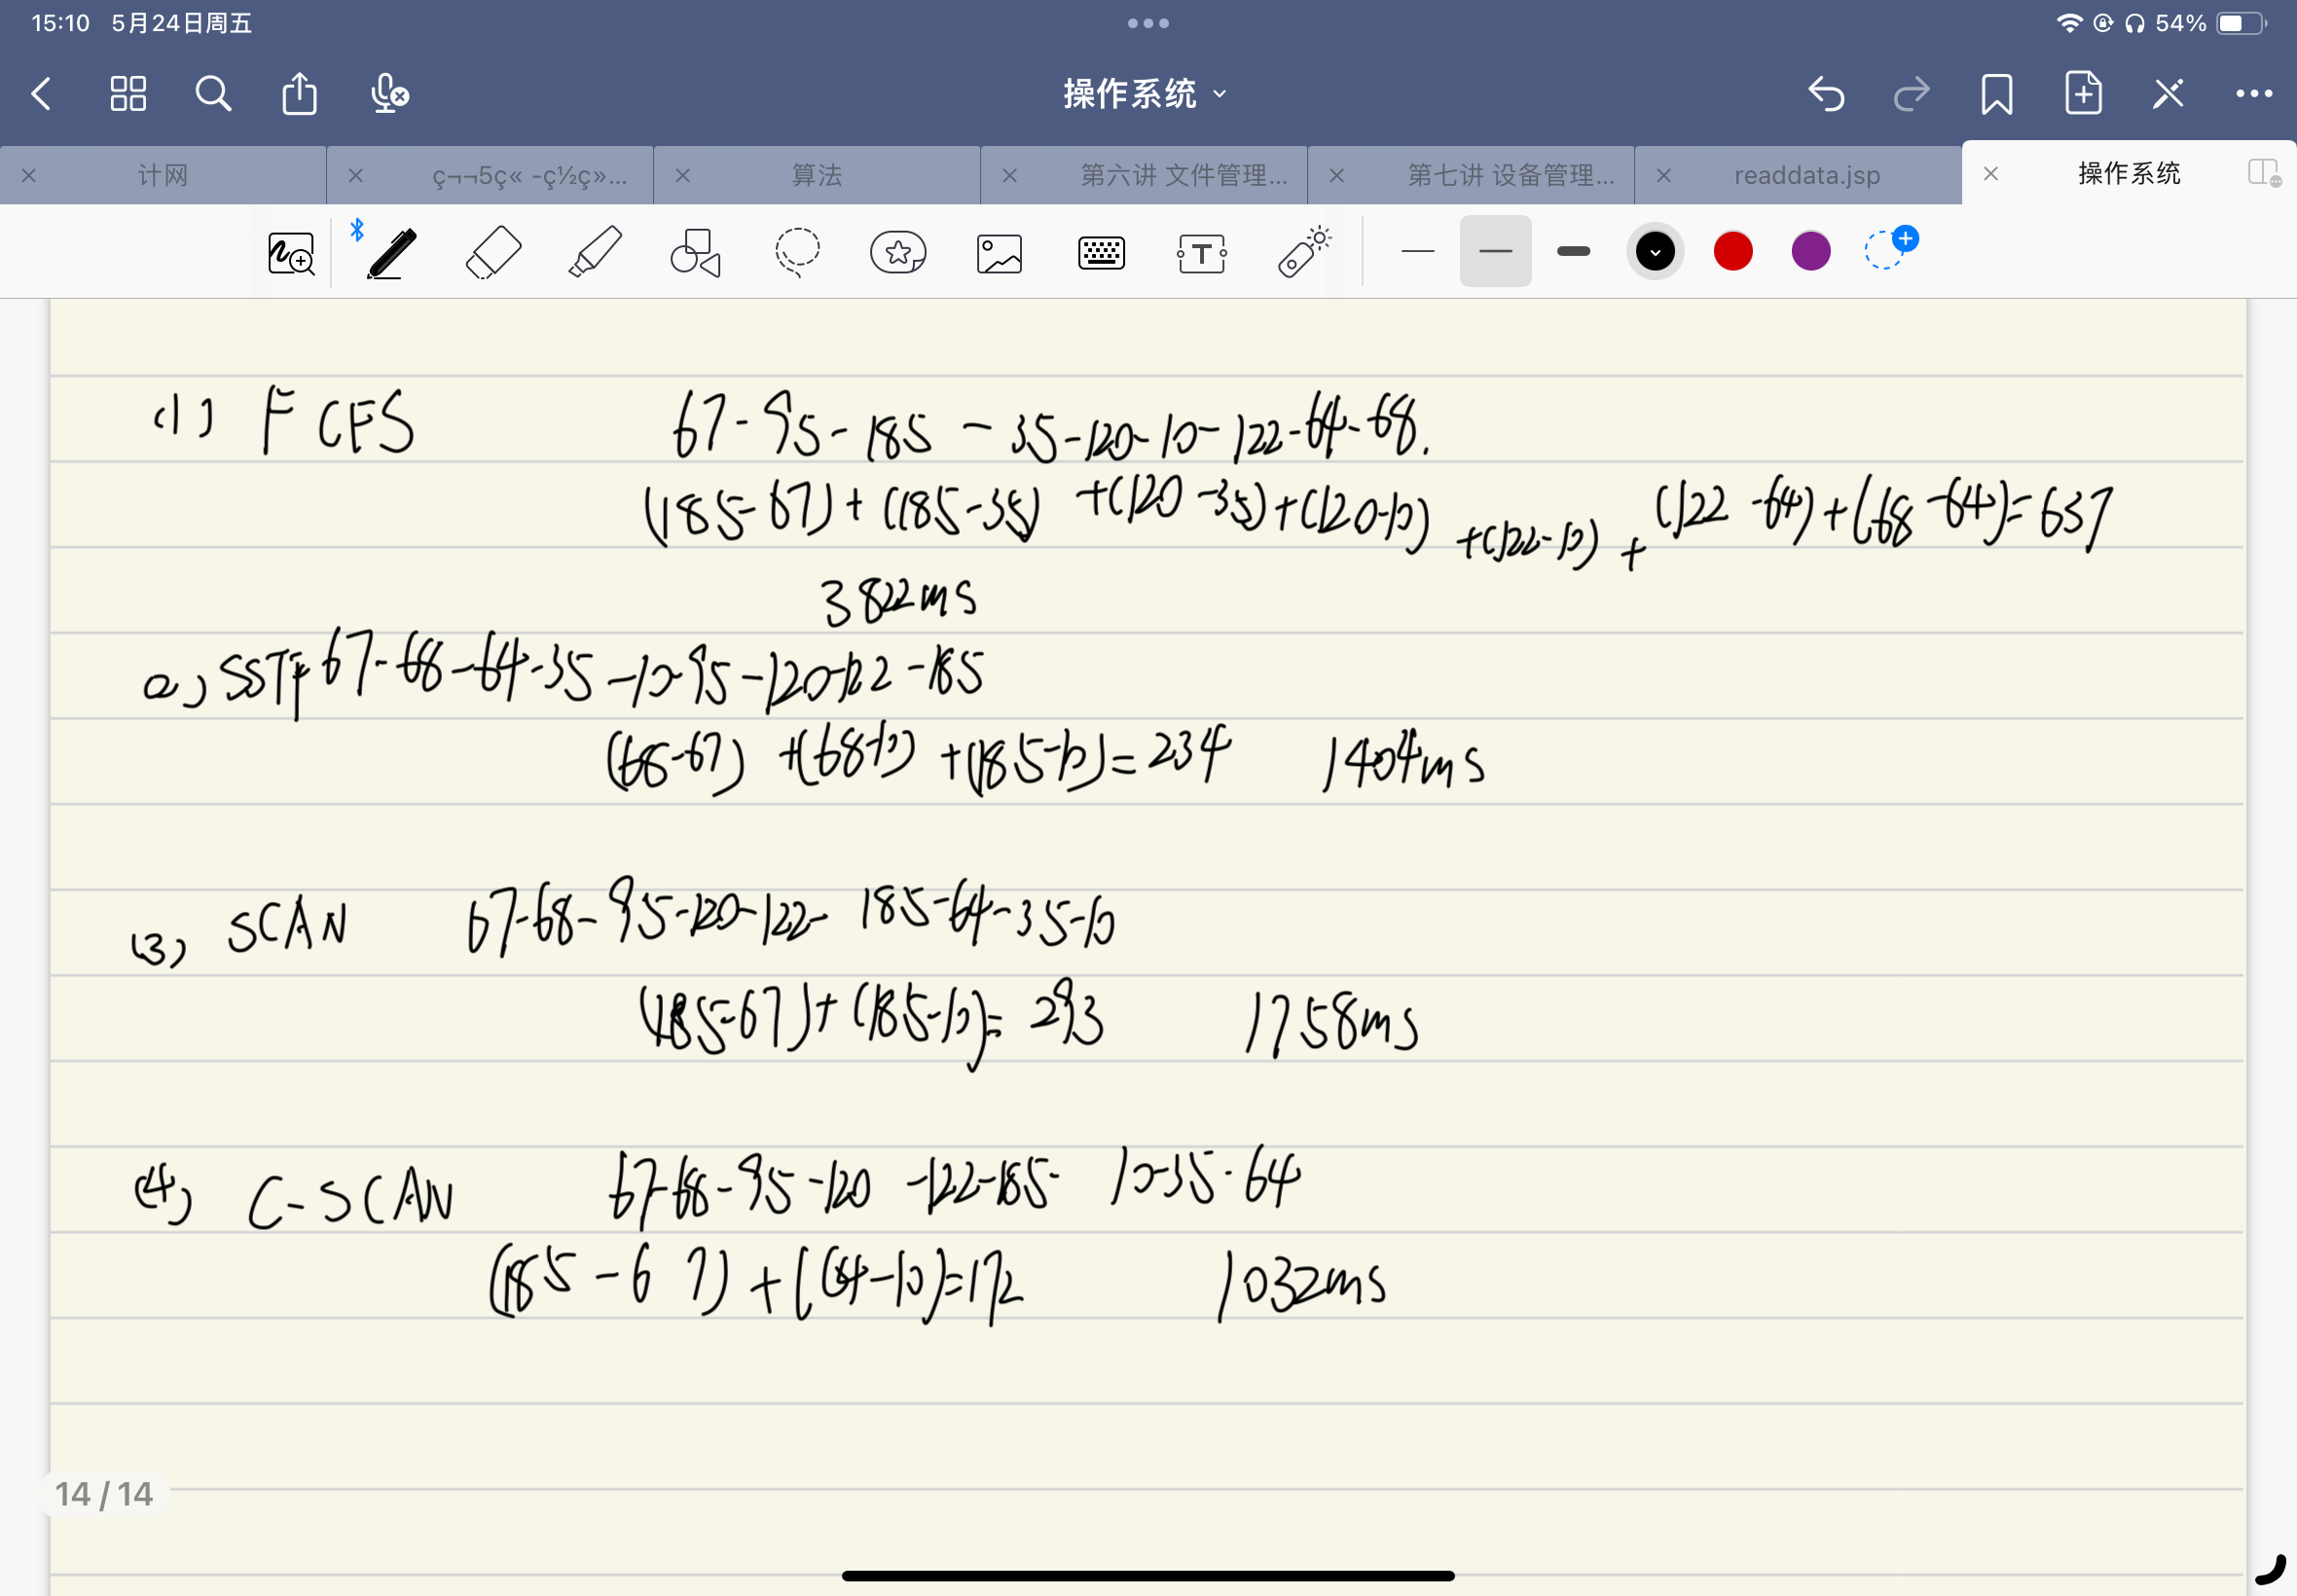 15:10 5月24日周五
54%
操作系统
计网
ç¬¬5ç« -ç½ç»...
算法
第六讲 文件管理...
第七讲 设备管理...
readdata.jsp
操作系统
(1) FCFS 67-95-185-35-120-10-122-64-68.
(185-67)+(185-35)+(120-35)+(120-10)+(122-10)+(122-64)+(68-64)=637
3822ms
(2) SSTF 67-68-64-35-10-95-120-122-185
(68-67)+(68-10)+(185-10)=234 1404ms
(3) SCAN 67-68-95-120-122-185-64-35-10
(185-67)+(185-10)=293 1758ms
(4) C-SCAN 67-68-95-120-122-185-10-35-64
(185-67)+(64-10)=172 1032ms
14 / 14